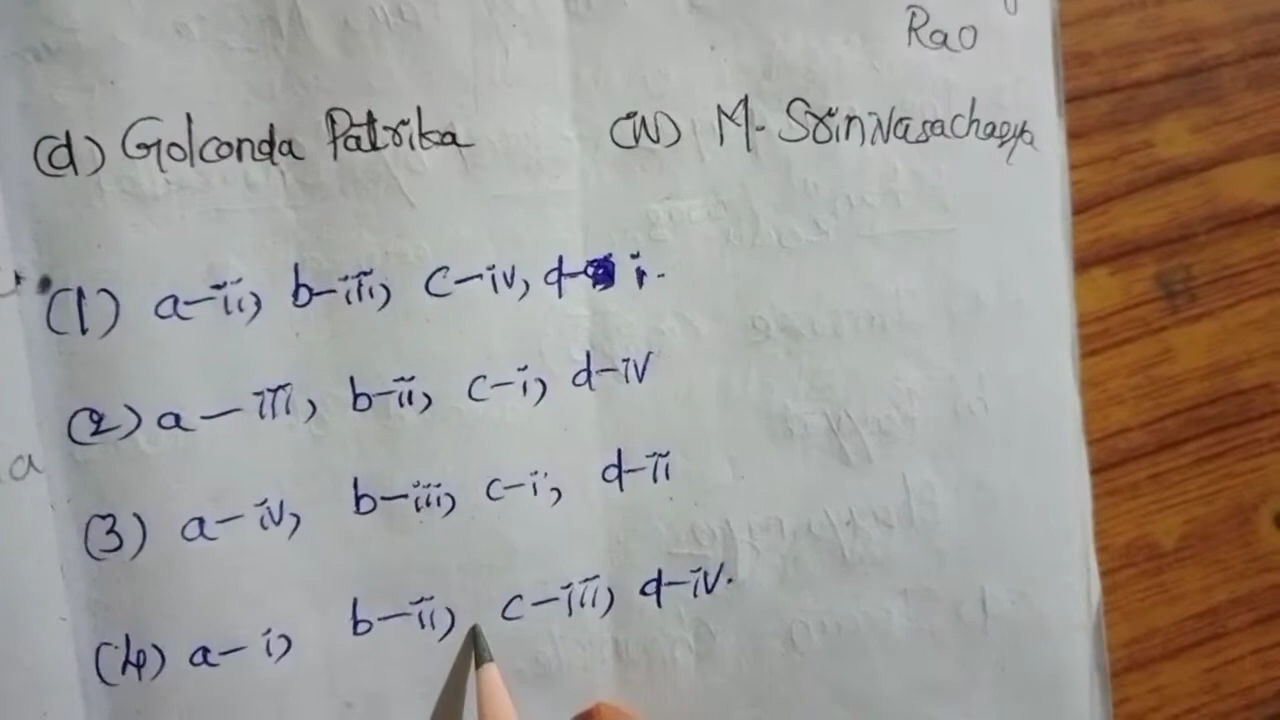 Rao
(d) Golconda Patrika (iv) M. Srinivasacharya
(1) a-ii, b-iii, c-iv, d- i.
(2) a-iii, b-ii, c-i, d-iv
a
(3) a-iv, b-iii, c-i, d-ii
(4) a-i, b-ii, c-iii, d-iv.